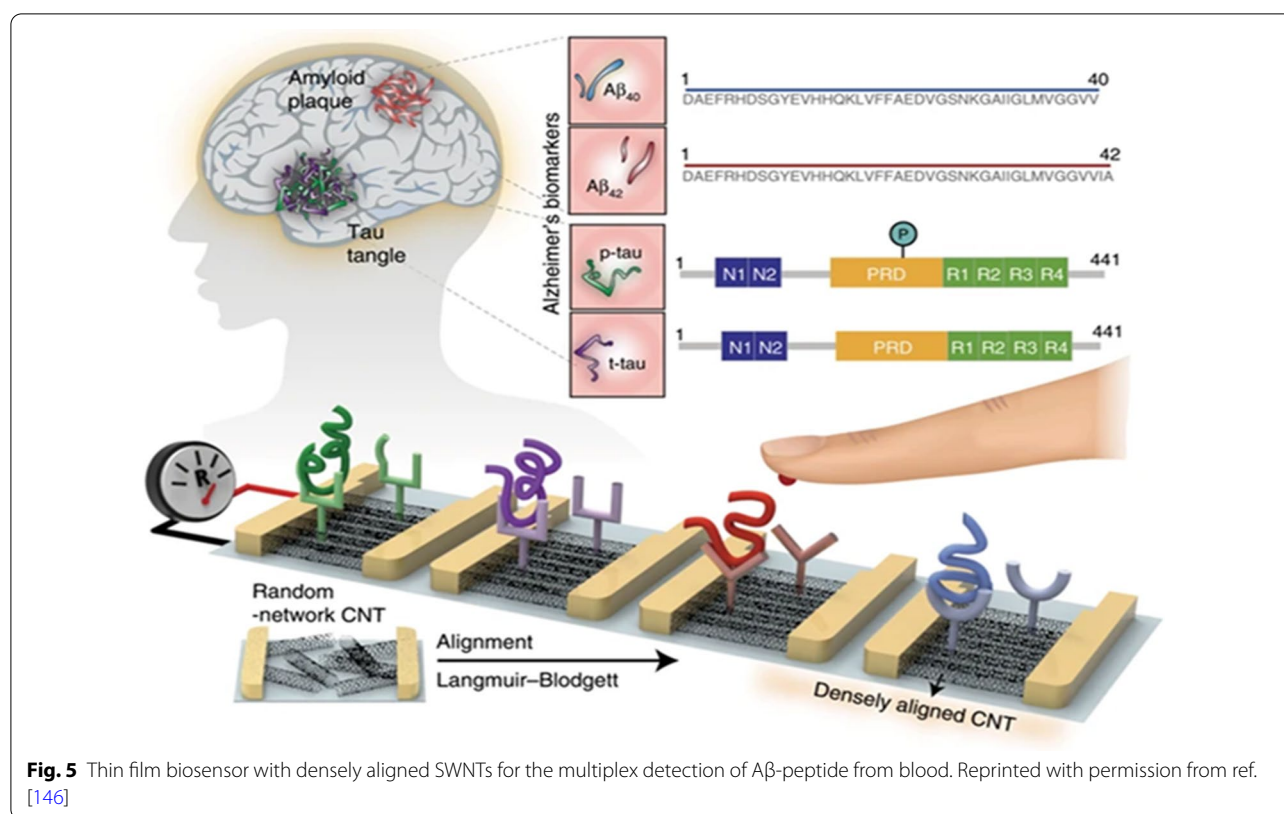 Amyloid
plaque
Tau
tangle
Alzheimer's biomarkers
Aβ40
Aβ42
p-tau
t-tau
1 40
DAEFRHDSGYEVHHQKLVFFAEDVGSNKGAIIGLMVGGVV
1 42
DAEFRHDSGYEVHHQKLVFFAEDVGSNKGAIIGLMVGGVVIA
P
1 N1 N2 PRD R1 R2 R3 R4 441
1 N1 N2 PRD R1 R2 R3 R4 441
R
Random
-network CNT
Alignment
Langmuir–Blodgett
Densely aligned CNT
Fig. 5 Thin film biosensor with densely aligned SWNTs for the multiplex detection of Aβ-peptide from blood. Reprinted with permission from ref.
[146]